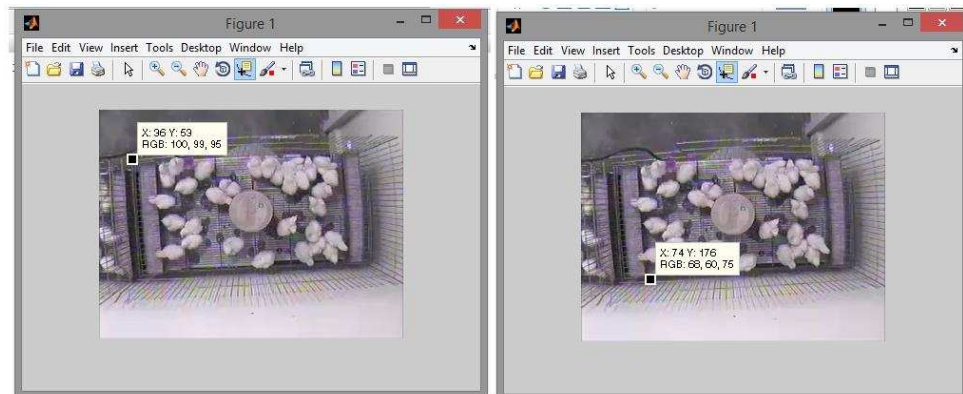 Figure 1
File Edit View Insert Tools Desktop Window Help
X: 36 Y: 53
RGB: 100, 99, 95
Figure 1
File Edit View Insert Tools Desktop Window Help
X: 74 Y: 176
RGB: 68, 60, 75